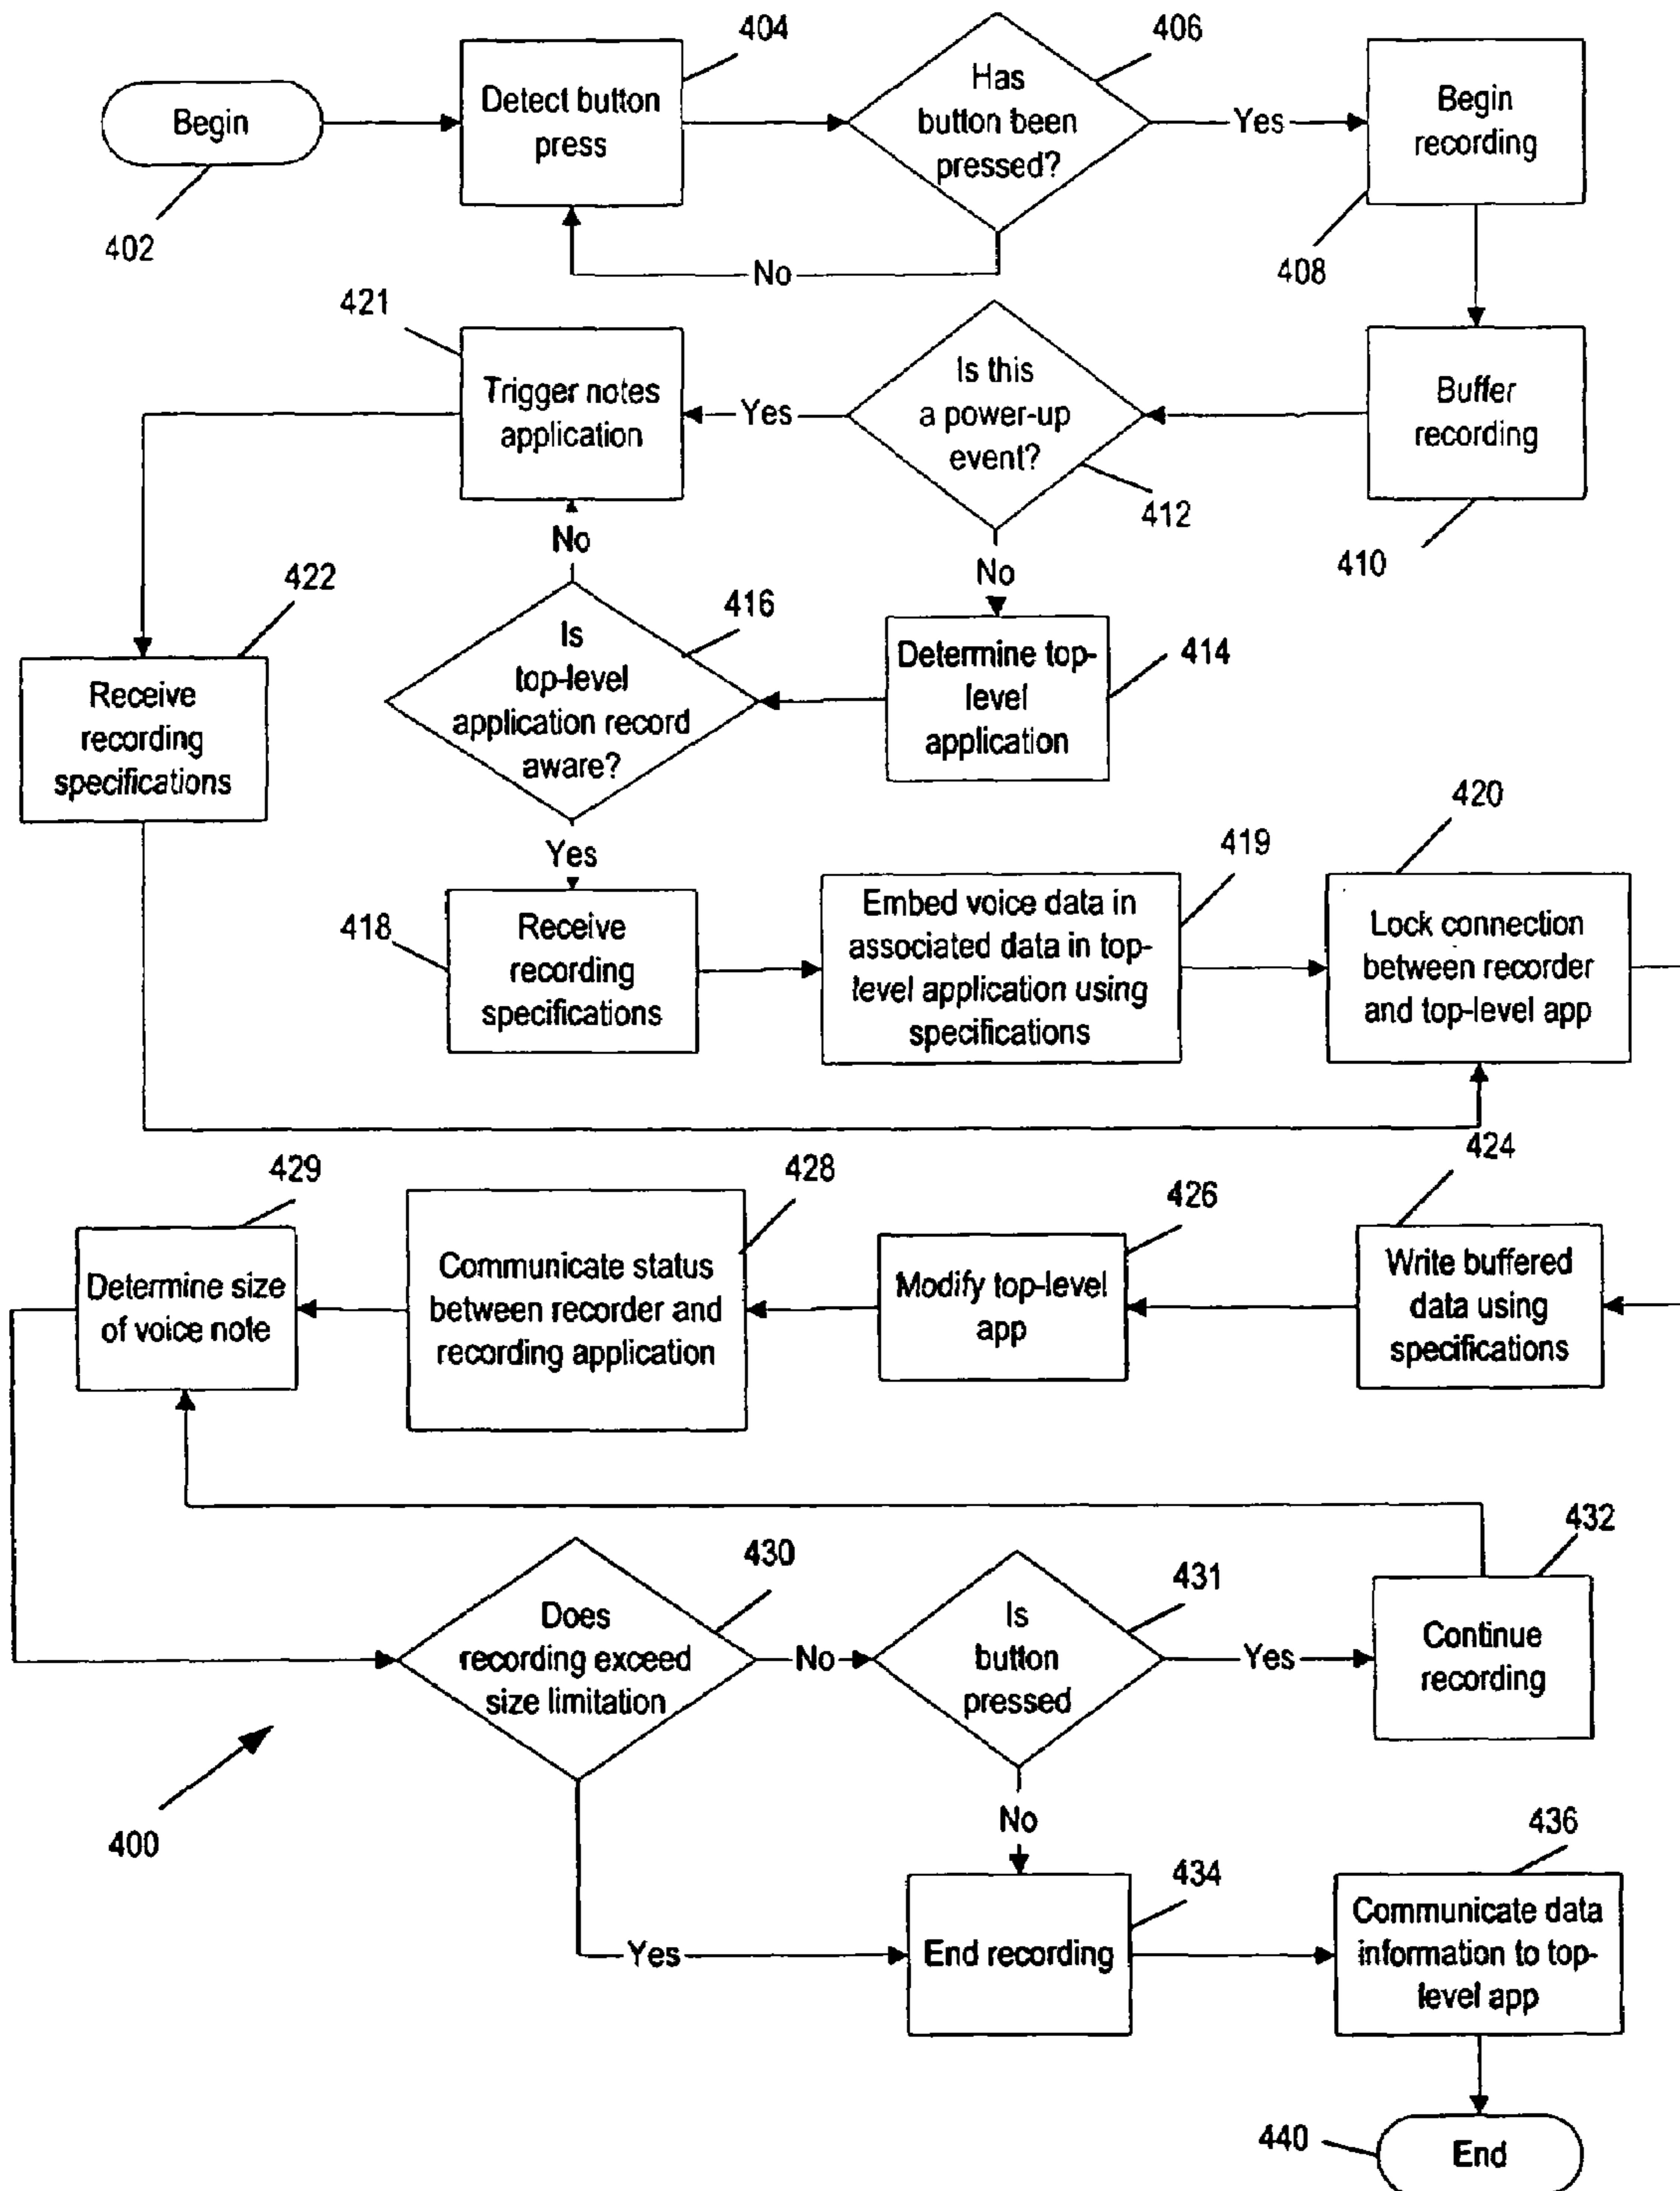 404
406
Begin
Detect button
press
Has
button been
pressed?
Yes
Begin
recording
402
No
408
421
Trigger notes
application
Yes
Is this
a power-up
event?
Buffer
recording
412
410
No
No
422
416
Is
top-level
application record
aware?
Determine top-
level
application
414
Receive
recording
specifications
Yes
420
419
418
Receive
recording
specifications
Embed voice data in
associated data in top-
level application using
specifications
Lock connection
between recorder
and top-level app
424
429
428
426
Determine size
of voice note
Communicate status
between recorder and
recording application
Modify top-level
app
Write buffered
data using
specifications
432
430
431
Does
recording exceed
size limitation
No
Is
button
pressed
Yes
Continue
recording
400
No
436
434
Yes
End recording
Communicate data
information to top-
level app
440
End